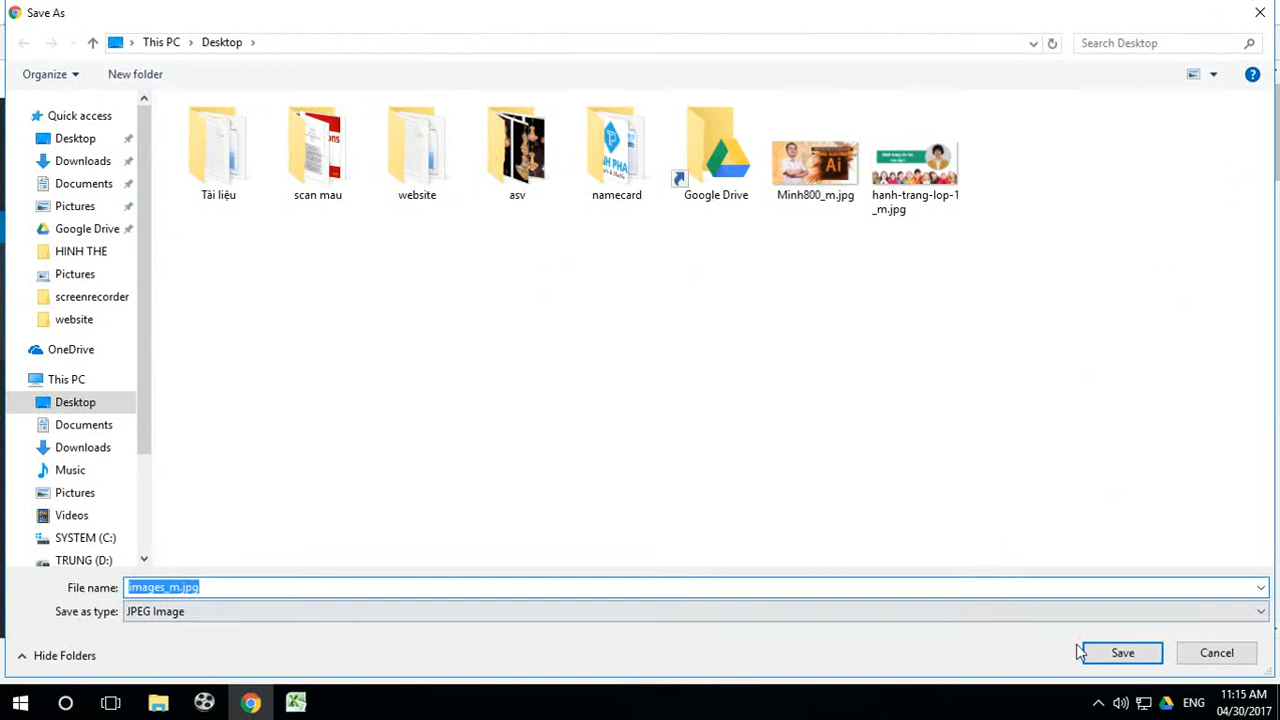 Save As
This PC
Desktop
Search Desktop
Organize
New folder
Quick access
Desktop
Downloads
Documents
Pictures
Google Drive
HINH THE
Pictures
screenrecorder
website
OneDrive
This PC
Desktop
Documents
Downloads
Music
Pictures
Videos
SYSTEM (C:)
TRUNG (D:)
Tài liệu
scan mau
website
asv
namecard
Google Drive
Ai
Minh800_m.jpg
hanh-trang-lop-1
_m.jpg
File name: images_m.jpg
Save as type: JPEG Image
Hide Folders
Save
Cancel
ENG
11:15 AM
04/30/2017